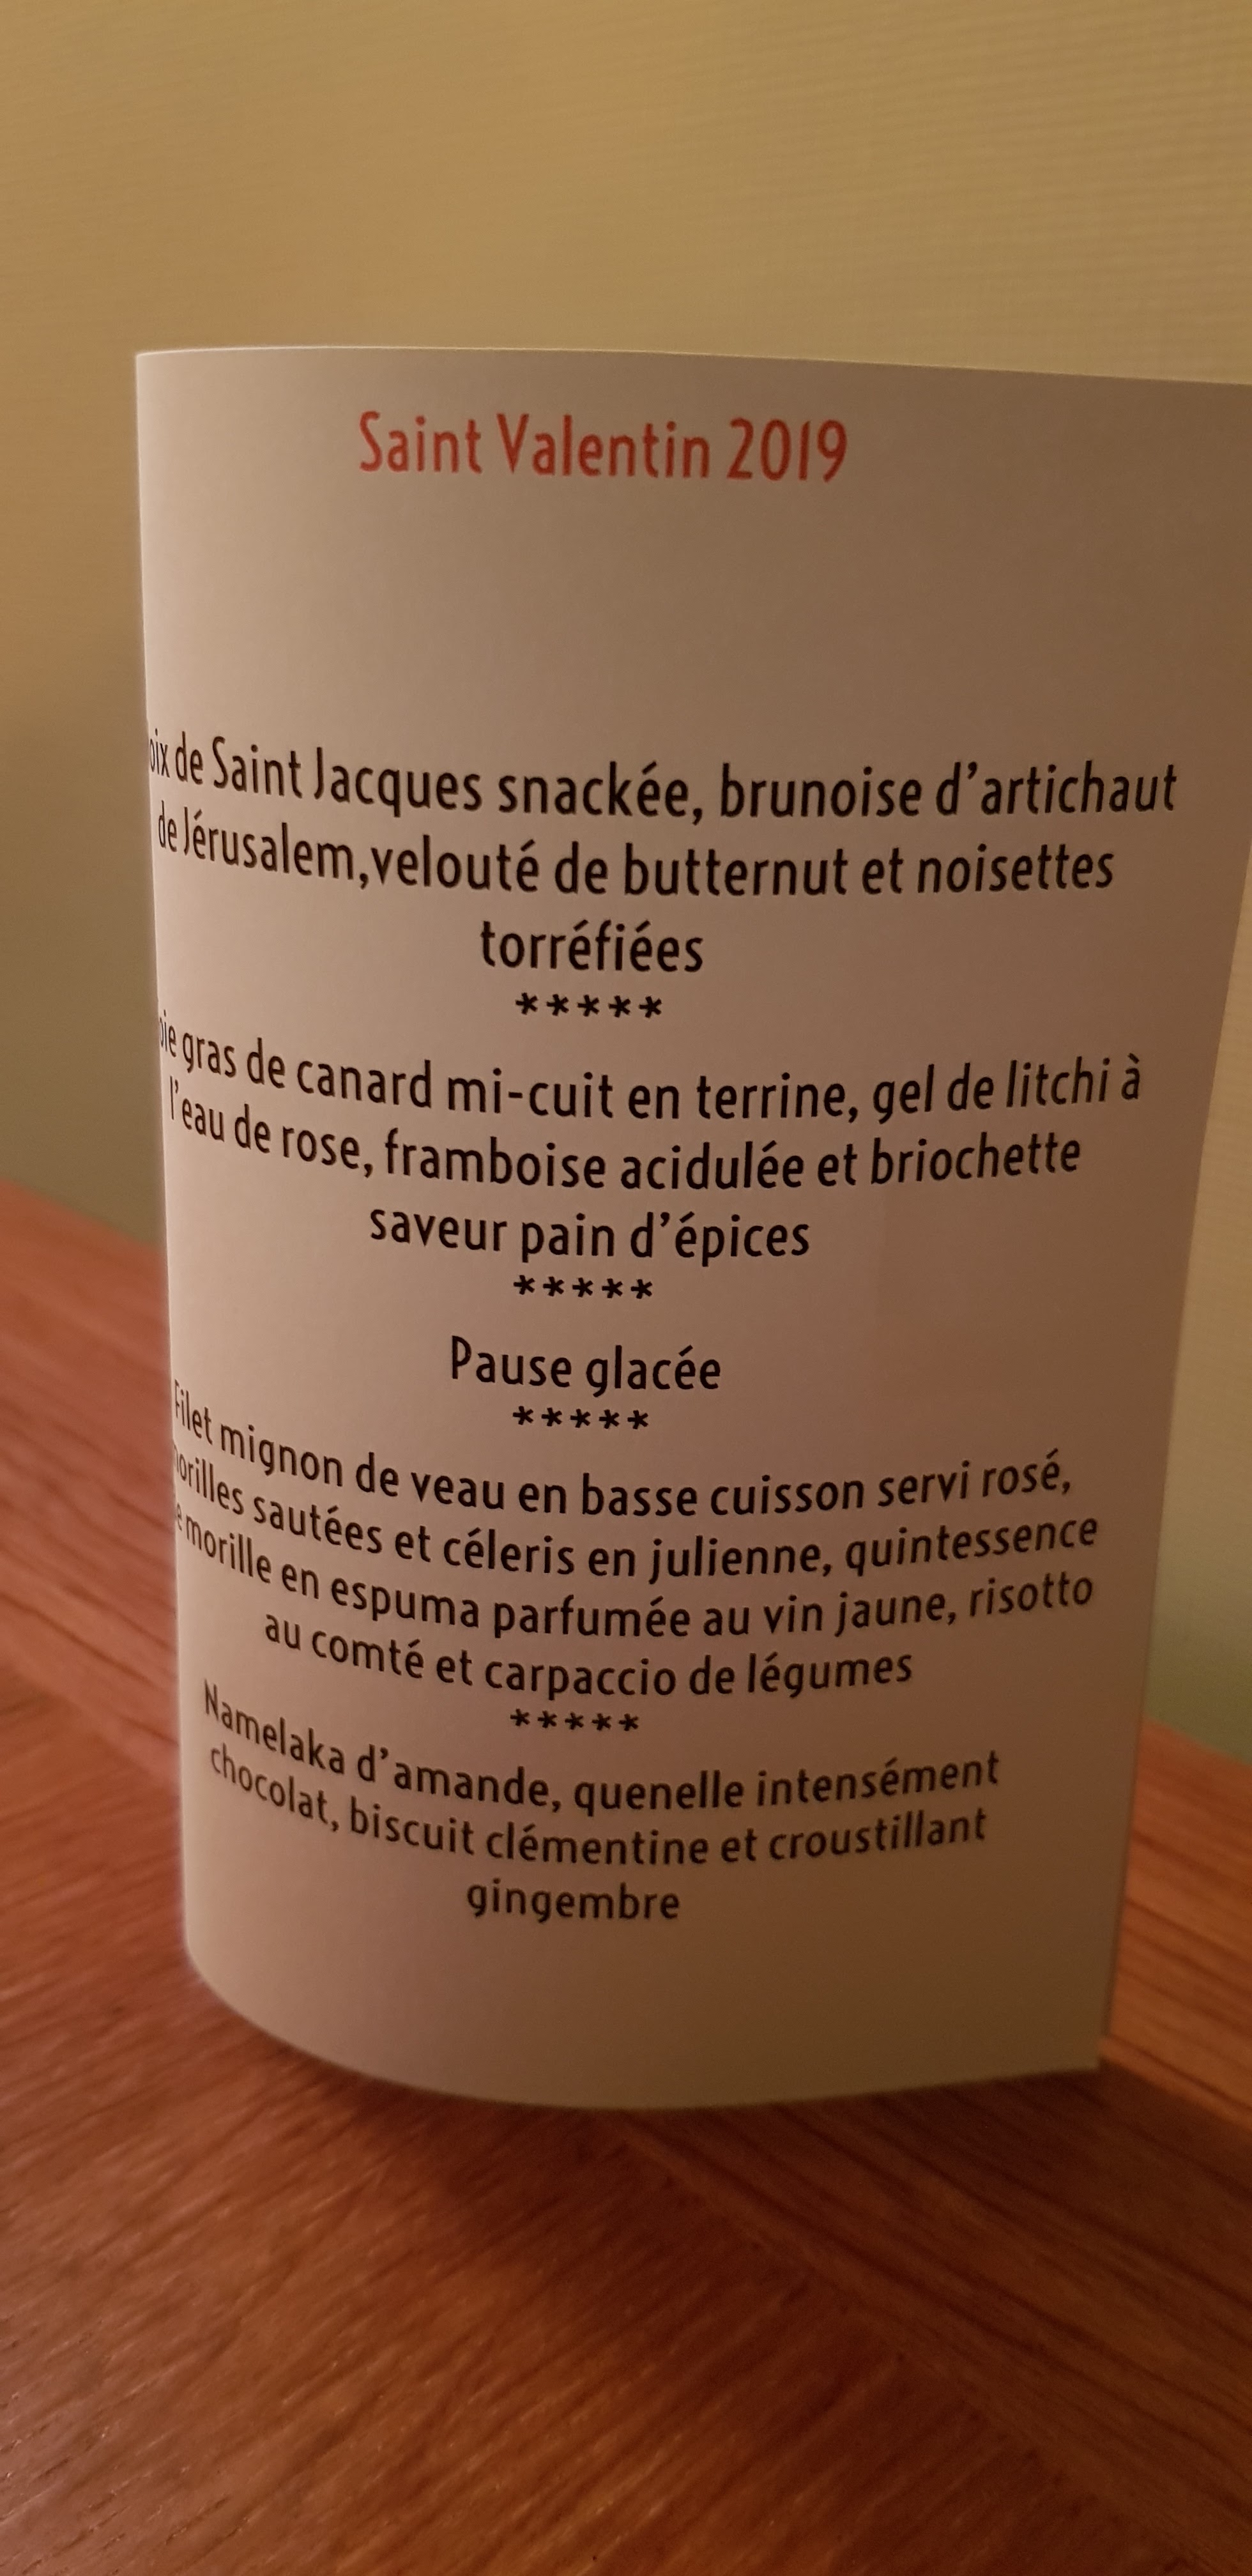 Saint Valentin 2019
oix de Saint Jacques snackée, brunoise d'artichaut
de Jérusalem,velouté de butternut et noisettes
torréfiées
*****
oie gras de canard mi-cuit en terrine, gel de litchi à
l'eau de rose, framboise acidulée et briochette
saveur pain d'épices
*****
Pause glacée
*****
Filet mignon de veau en basse cuisson servi rosé,
orilles sautées et céleris en julienne, quintessence
e morille en espuma parfumée au vin jaune, risotto
au comté et carpaccio de légumes
*****
Namelaka d'amande, quenelle intensément
chocolat, biscuit clémentine et croustillant
gingembre